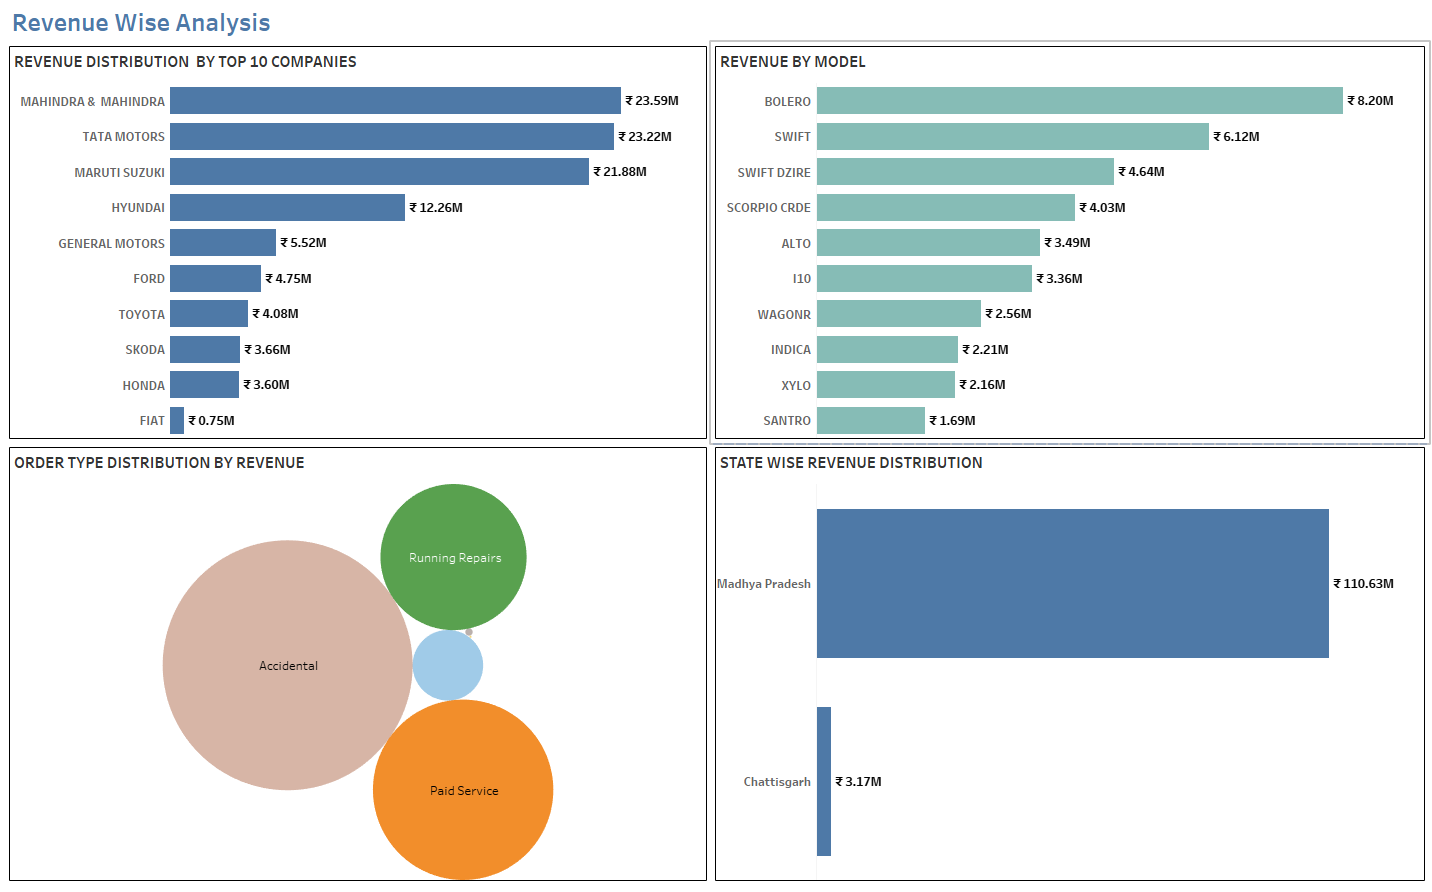 Revenue Wise Analysis
REVENUE DISTRIBUTION BY TOP 10 COMPANIES
MAHINDRA & MAHINDRA ₹ 23.59M
TATA MOTORS ₹ 23.22M
MARUTI SUZUKI ₹ 21.88M
HYUNDAI ₹ 12.26M
GENERAL MOTORS ₹ 5.52M
FORD ₹ 4.75M
TOYOTA ₹ 4.08M
SKODA ₹ 3.66M
HONDA ₹ 3.60M
FIAT ₹ 0.75M
REVENUE BY MODEL
BOLERO ₹ 8.20M
SWIFT ₹ 6.12M
SWIFT DZIRE ₹ 4.64M
SCORPIO CRDE ₹ 4.03M
ALTO ₹ 3.49M
I10 ₹ 3.36M
WAGONR ₹ 2.56M
INDICA ₹ 2.21M
XYLO ₹ 2.16M
SANTRO ₹ 1.69M
ORDER TYPE DISTRIBUTION BY REVENUE
Running Repairs
Accidental
Paid Service
STATE WISE REVENUE DISTRIBUTION
Madhya Pradesh ₹ 110.63M
Chattisgarh ₹ 3.17M